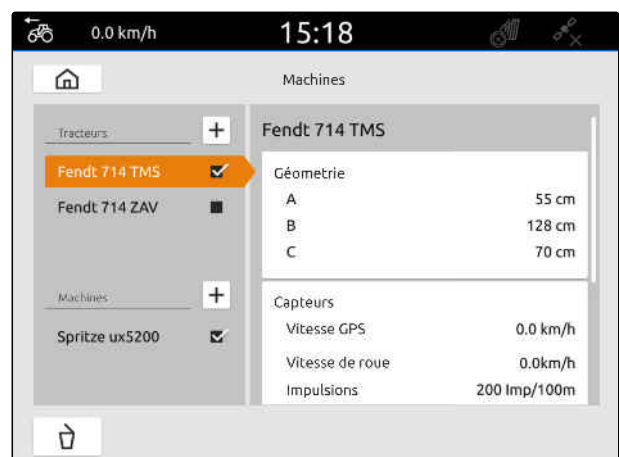 0.0 km/h 15:18
Machines
Tracteurs +
Fendt 714 TMS
Fendt 714 ZAV
Machines +
Spritze ux5200
Fendt 714 TMS
Géometrie
A 55 cm
B 128 cm
C 70 cm
Capteurs
Vitesse GPS 0.0 km/h
Vitesse de roue 0.0km/h
Impulsions 200 Imp/100m